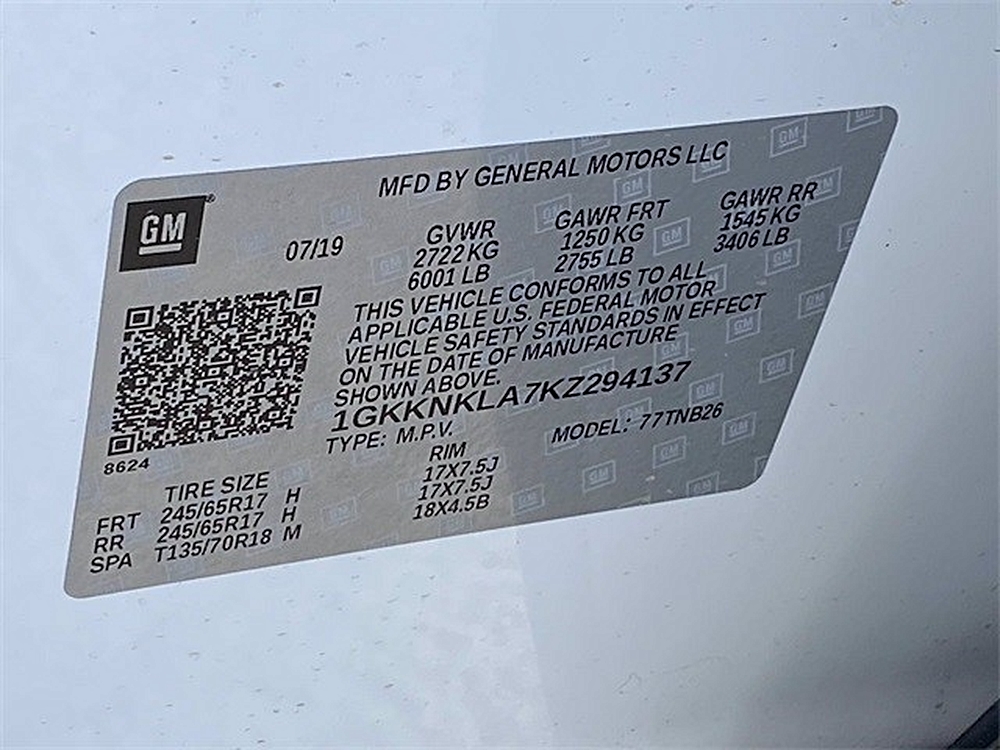 MFD BY GENERAL MOTORS LLC
GM
07/19
GVWR
2722 KG
6001 LB
GAWR FRT
1250 KG
2755 LB
GAWR RR
1545 KG
3406 LB
THIS VEHICLE CONFORMS TO ALL
APPLICABLE U.S. FEDERAL MOTOR
VEHICLE SAFETY STANDARDS IN EFFECT
ON THE DATE OF MANUFACTURE
SHOWN ABOVE.
1GKKNKLA7KZ294137
TYPE: M.P.V. MODEL: 77TNB26
8624
TIRE SIZE RIM
FRT 245/65R17 H 17X7.5J
RR 245/65R17 H 17X7.5J
SPA T135/70R18 M 18X4.5B